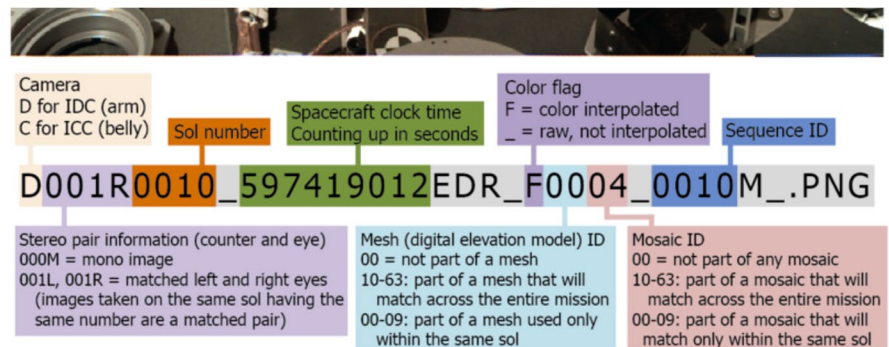 Camera
D for IDC (arm)
C for ICC (belly)
Sol number
Spacecraft clock time
Counting up in seconds
Color flag
F = color interpolated
_ = raw, not interpolated
Sequence ID
D001R0010_597419012EDR_F0004_0010M_.PNG
Stereo pair information (counter and eye)
000M = mono image
001L, 001R = matched left and right eyes
(images taken on the same sol having the
same number are a matched pair)
Mesh (digital elevation model) ID
00 = not part of a mesh
10-63: part of a mesh that will
match across the entire mission
00-09: part of a mesh used only
within the same sol
Mosaic ID
00 = not part of any mosaic
10-63: part of a mosaic that will
match across the entire mission
00-09: part of a mosaic that will
match only within the same sol